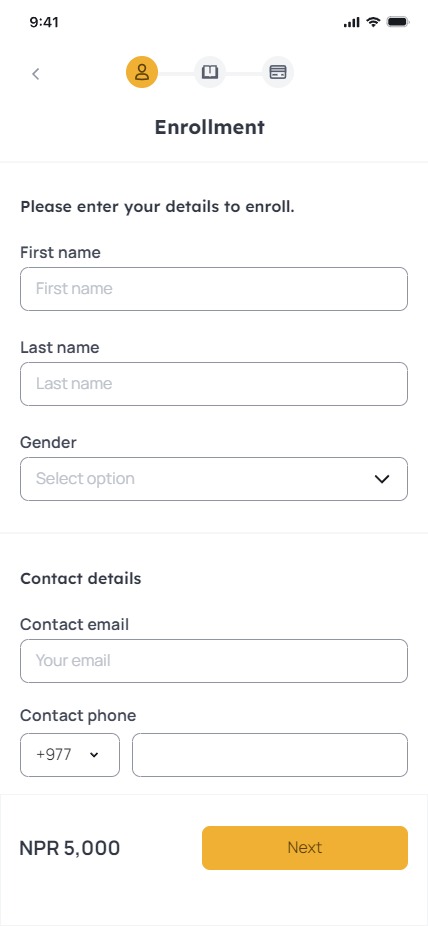 9:41
Enrollment
Please enter your details to enroll.
First name
First name
Last name
Last name
Gender
Select option
Contact details
Contact email
Your email
Contact phone
+977
NPR 5,000
Next